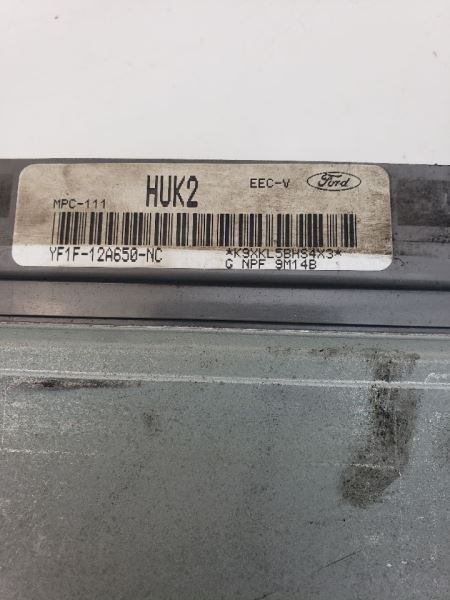 HUK2
EEC-V Ford
MPC-111
YF1F-12A650-NC
*K9XKL5BHS4X3*
G NPF 9M14B